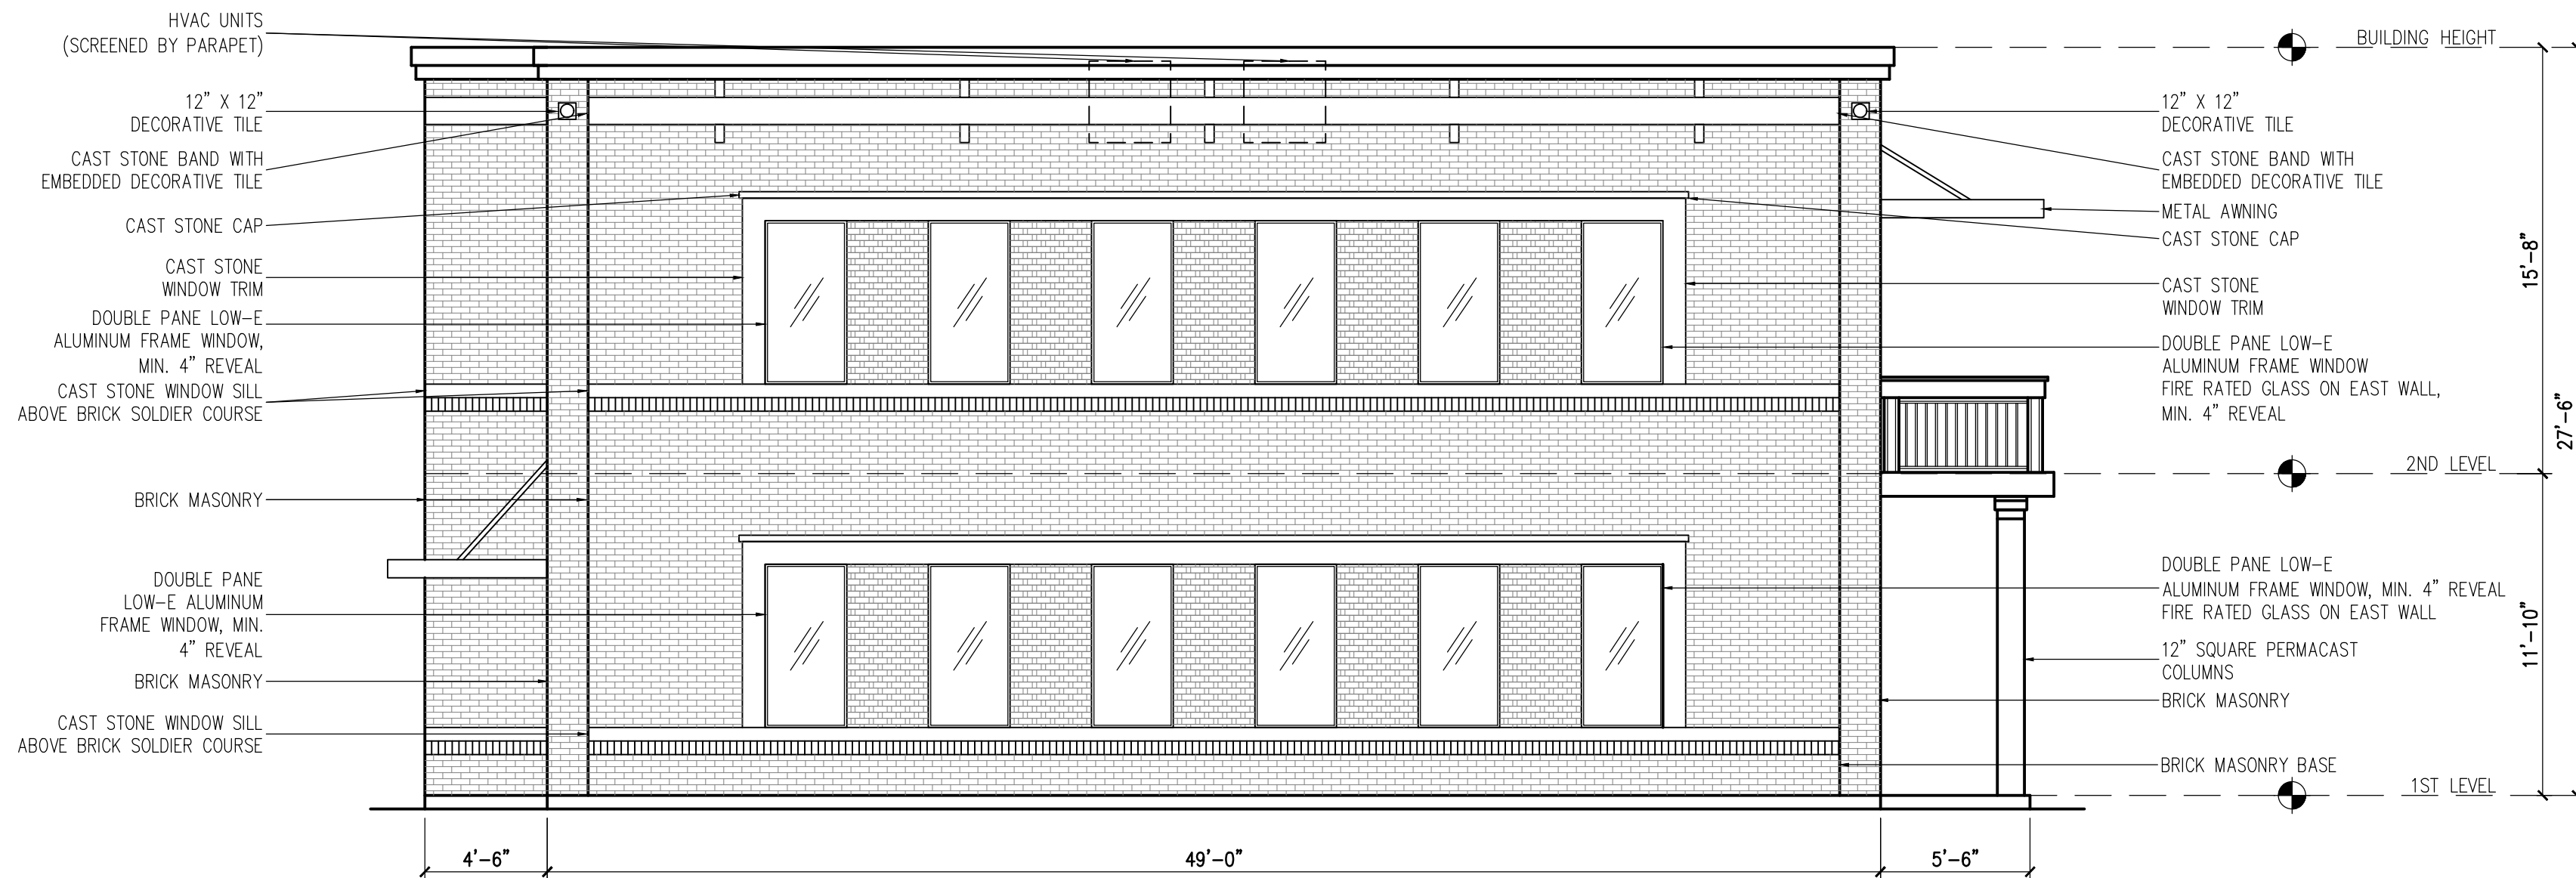 HVAC UNITS
(SCREENED BY PARAPET)
12" X 12"
DECORATIVE TILE
CAST STONE BAND WITH
EMBEDDED DECORATIVE TILE
CAST STONE CAP
CAST STONE
WINDOW TRIM
DOUBLE PANE LOW-E
ALUMINUM FRAME WINDOW,
MIN. 4" REVEAL
CAST STONE WINDOW SILL
ABOVE BRICK SOLDIER COURSE
BRICK MASONRY
DOUBLE PANE
LOW-E ALUMINUM
FRAME WINDOW, MIN.
4" REVEAL
BRICK MASONRY
CAST STONE WINDOW SILL
ABOVE BRICK SOLDIER COURSE
4'-6"
49'-0"
5'-6"
12" X 12"
DECORATIVE TILE
CAST STONE BAND WITH
EMBEDDED DECORATIVE TILE
METAL AWNING
CAST STONE CAP
CAST STONE
WINDOW TRIM
DOUBLE PANE LOW-E
ALUMINUM FRAME WINDOW
FIRE RATED GLASS ON EAST WALL,
MIN. 4" REVEAL
DOUBLE PANE LOW-E
ALUMINUM FRAME WINDOW, MIN. 4" REVEAL
FIRE RATED GLASS ON EAST WALL
12" SQUARE PERMACAST
COLUMNS
BRICK MASONRY
BRICK MASONRY BASE
BUILDING HEIGHT
2ND LEVEL
1ST LEVEL
15'-8"
27'-6"
11'-10"